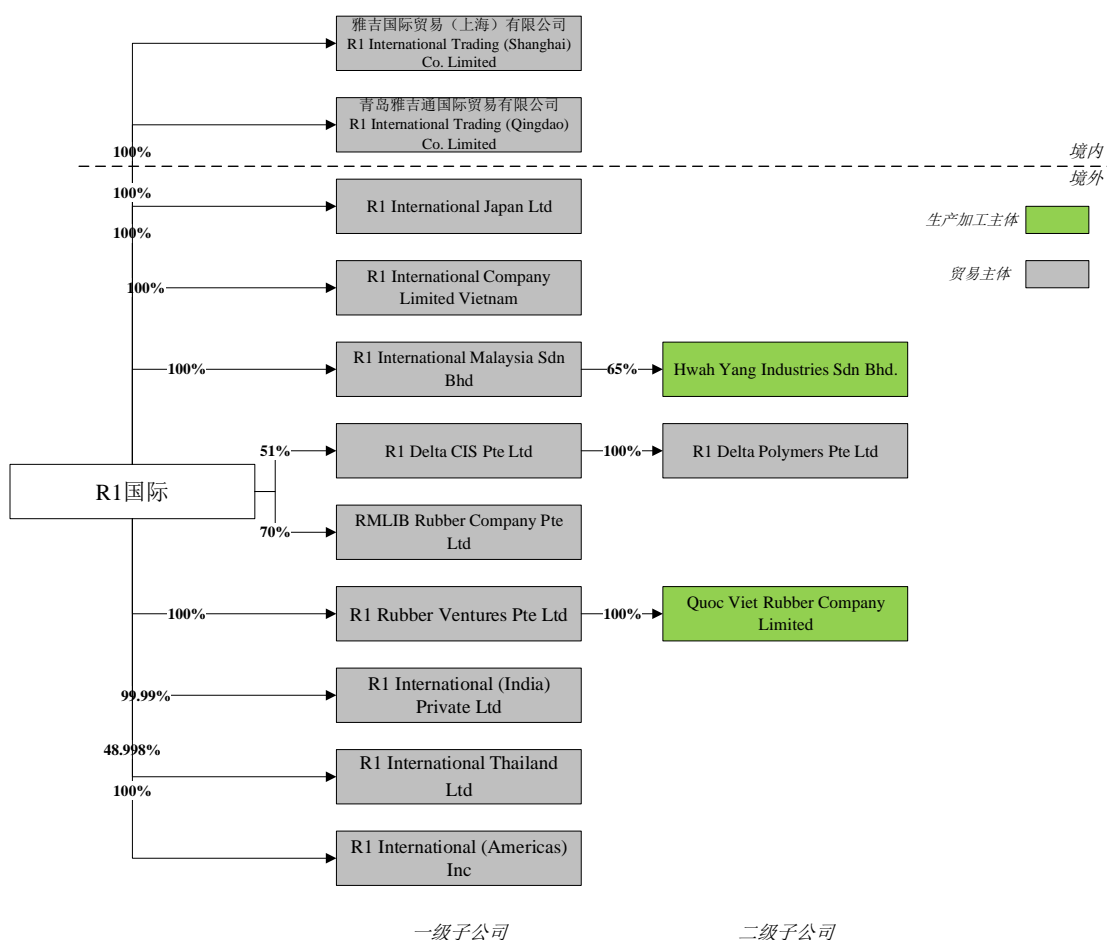 雅吉国际贸易（上海）有限公司
R1 International Trading (Shanghai)
Co. Limited
青岛雅吉通国际贸易有限公司
R1 International Trading (Qingdao)
Co. Limited
100%
境内
境外
100%
R1 International Japan Ltd
生产加工主体
100%
贸易主体
100%
R1 International Company
Limited Vietnam
100%
R1 International Malaysia Sdn
Bhd
65%
Hwah Yang Industries Sdn Bhd.
51%
R1 Delta CIS Pte Ltd
100%
R1 Delta Polymers Pte Ltd
R1国际
70%
RMLIB Rubber Company Pte
Ltd
100%
R1 Rubber Ventures Pte Ltd
100%
Quoc Viet Rubber Company
Limited
99.99%
R1 International (India)
Private Ltd
48.998%
R1 International Thailand
Ltd
100%
R1 International (Americas)
Inc
一级子公司
二级子公司